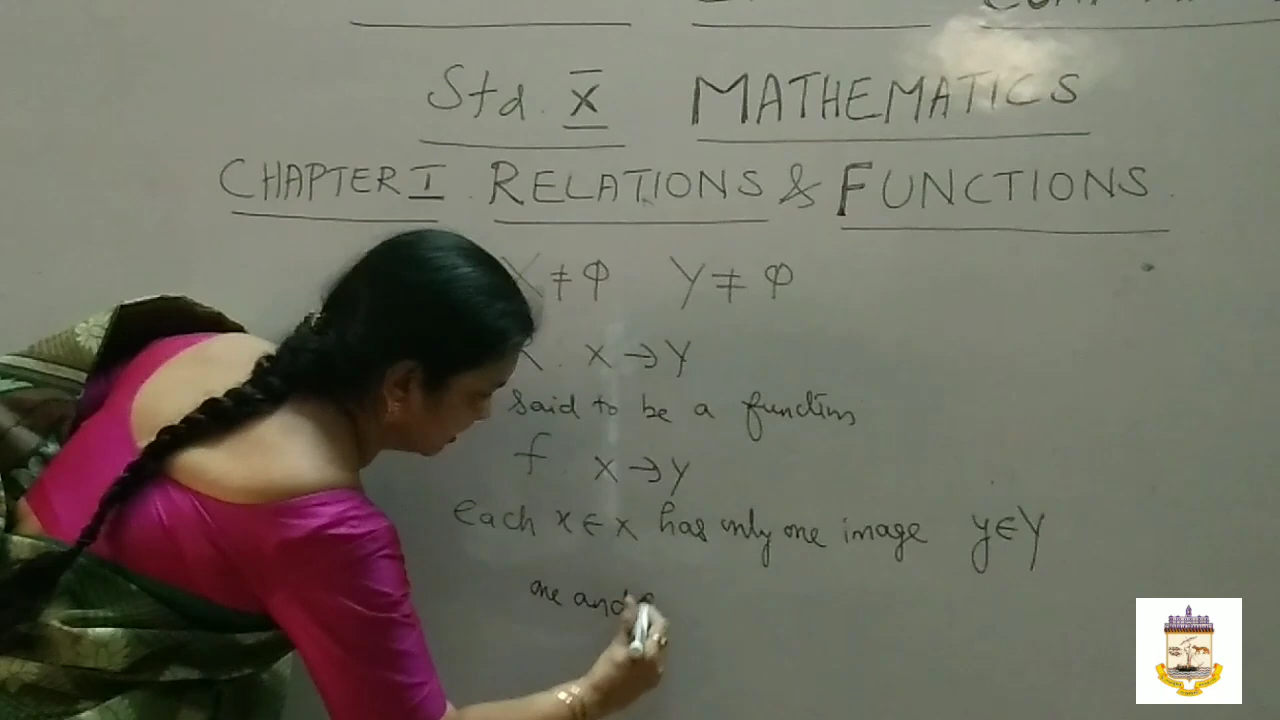 Std. X MATHEMATICS
CHAPTER I RELATIONS & FUNCTIONS
X ≠ φ Y ≠ φ
X → Y
said to be a function
f X → Y
each x ∈ X has only one image y ∈ Y
one and